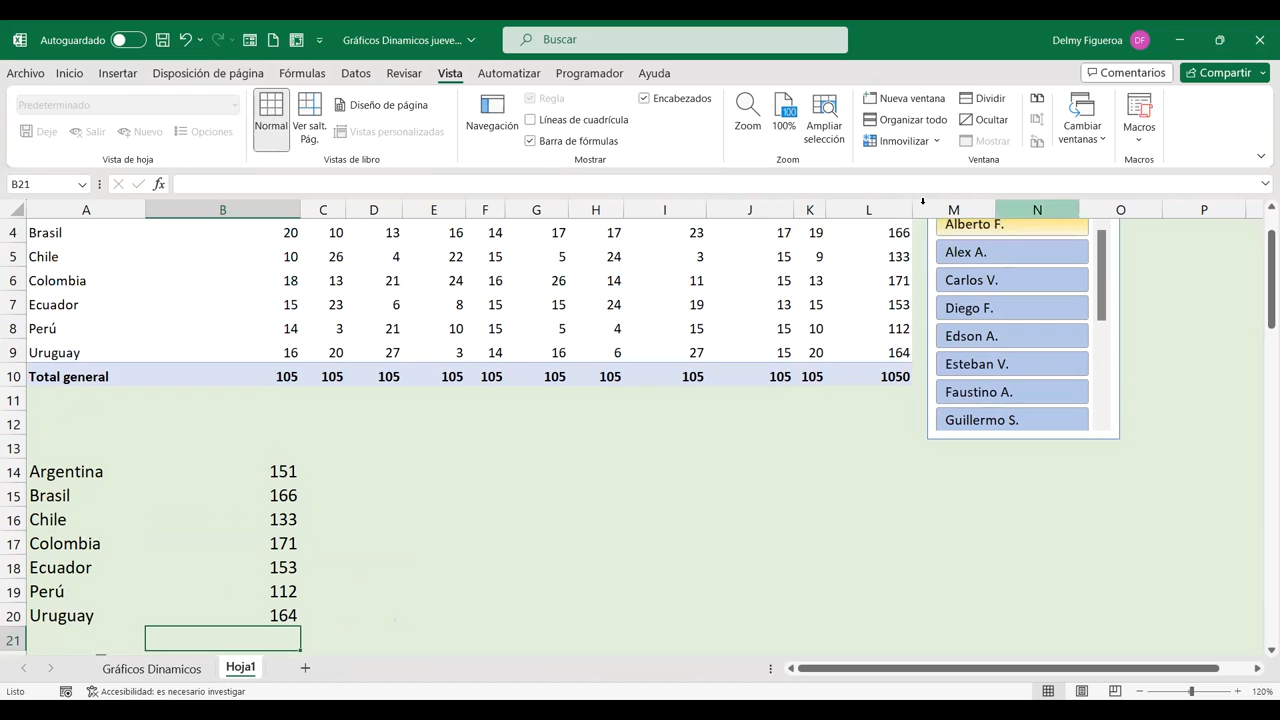 Autoguardado Gráficos Dinamicos jueve... Buscar Delmy Figueroa DF
Archivo Inicio Insertar Disposición de página Fórmulas Datos Revisar Vista Automatizar Programador Ayuda Comentarios Compartir
Predeterminado
Deje Salir Nuevo Opciones
Vista de hoja
Normal Ver salt. Pág.
Diseño de página
Vistas personalizadas
Vistas de libro
Navegación
Regla
Líneas de cuadrícula
Barra de fórmulas
Encabezados
Mostrar
Zoom 100% Ampliar selección
Zoom
Nueva ventana
Organizar todo
Inmovilizar
Dividir
Ocultar
Mostrar
Cambiar ventanas
Ventana
Macros
Macros
B21 fx
A B C D E F G H I J K L M N O P
4 Brasil 20 10 13 16 14 17 17 23 17 19 166
5 Chile 10 26 4 22 15 5 24 3 15 9 133
6 Colombia 18 13 21 24 16 26 14 11 15 13 171
7 Ecuador 15 23 6 8 15 15 24 19 13 15 153
8 Perú 14 3 21 10 15 5 4 15 15 10 112
9 Uruguay 16 20 27 3 14 16 6 27 15 20 164
10 Total general 105 105 105 105 105 105 105 105 105 105 1050
Alberto F.
Alex A.
Carlos V.
Diego F.
Edson A.
Esteban V.
Faustino A.
Guillermo S.
11
12
13
14 Argentina 151
15 Brasil 166
16 Chile 133
17 Colombia 171
18 Ecuador 153
19 Perú 112
20 Uruguay 164
21
Gráficos Dinamicos Hoja1
Listo Accesibilidad: es necesario investigar 120%